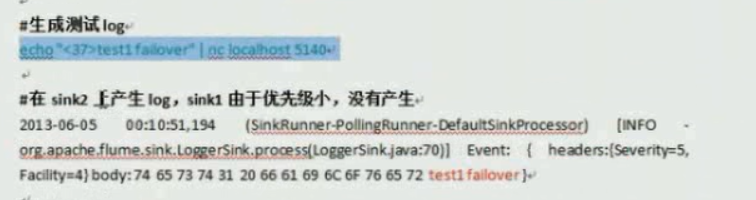 #生成测试log
echo "<37>test1 failover" | nc localhost 5140
#在 sink2 上产生 log，sink1 由于优先级小，没有产生
2013-06-05 00:10:51,194 (SinkRunner-PollingRunner-DefaultSinkProcessor) [INFO -
org.apache.flume.sink.LoggerSink.process(LoggerSink.java:70)] Event: { headers:{Severity=5,
Facility=4} body: 74 65 73 74 31 20 66 61 69 6C 6F 76 65 72 test1 failover }